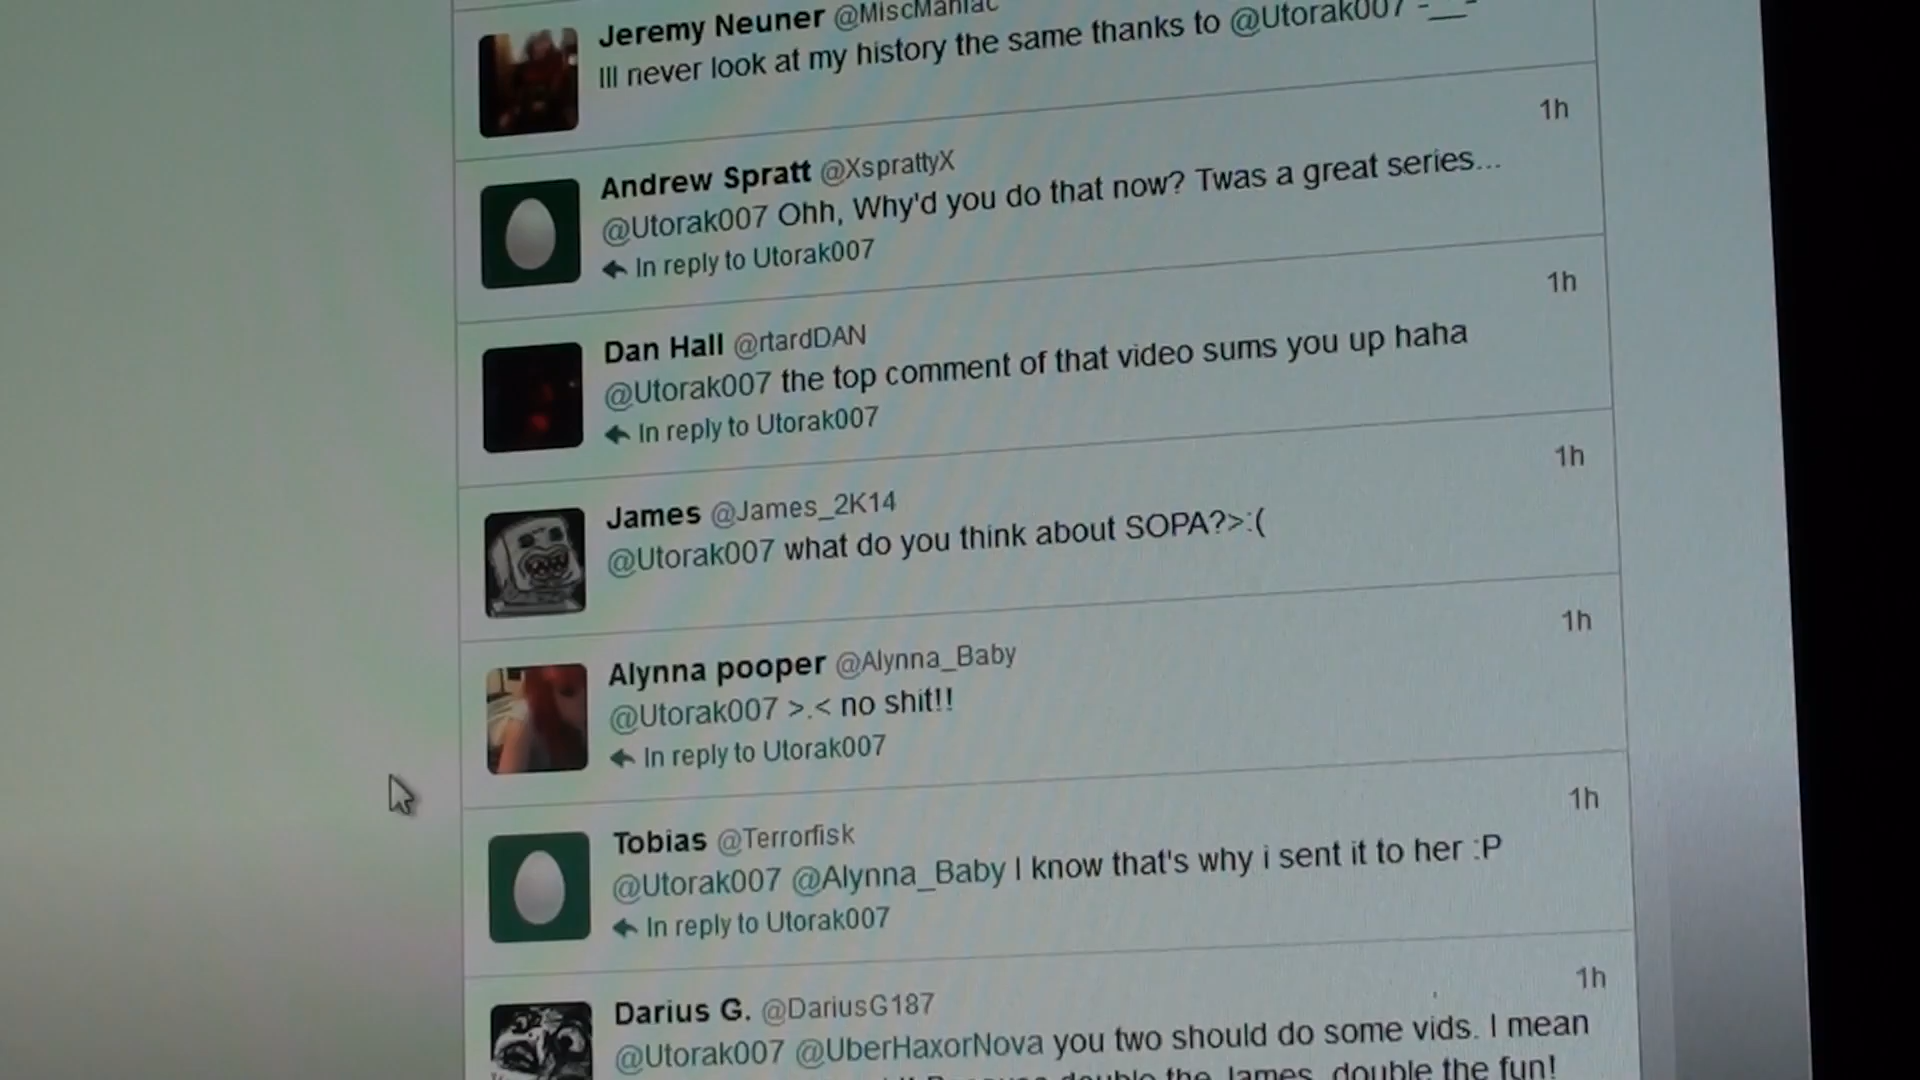 Jeremy Neuner @MiscManiac
Ill never look at my history the same thanks to @Utorak007 -__-
1h
Andrew Spratt @XsprattyX
@Utorak007 Ohh, Why'd you do that now? Twas a great series...
In reply to Utorak007
1h
Dan Hall @rtardDAN
@Utorak007 the top comment of that video sums you up haha
In reply to Utorak007
1h
James @James_2K14
@Utorak007 what do you think about SOPA?>:(
1h
Alynna pooper @Alynna_Baby
@Utorak007 >.< no shit!!
In reply to Utorak007
1h
Tobias @Terrorfisk
@Utorak007 @Alynna_Baby I know that's why i sent it to her :P
In reply to Utorak007
1h
Darius G. @DariusG187
@Utorak007 @UberHaxorNova you two should do some vids. I mean
double the James, double the fun!